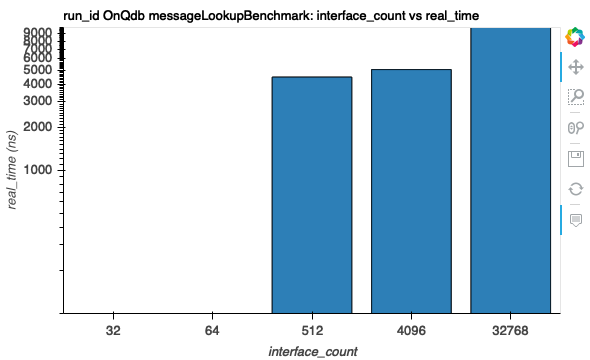 run_id OnQdb messageLookupBenchmark: interface_count vs real_time
9000
8000
7000
6000
5000
4000
3000
2000
1000
real_time (ns)
32 64 512 4096 32768
interface_count